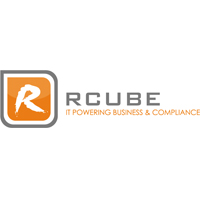 R
RCUBE
IT POWERING BUSINESS & COMPLIANCE